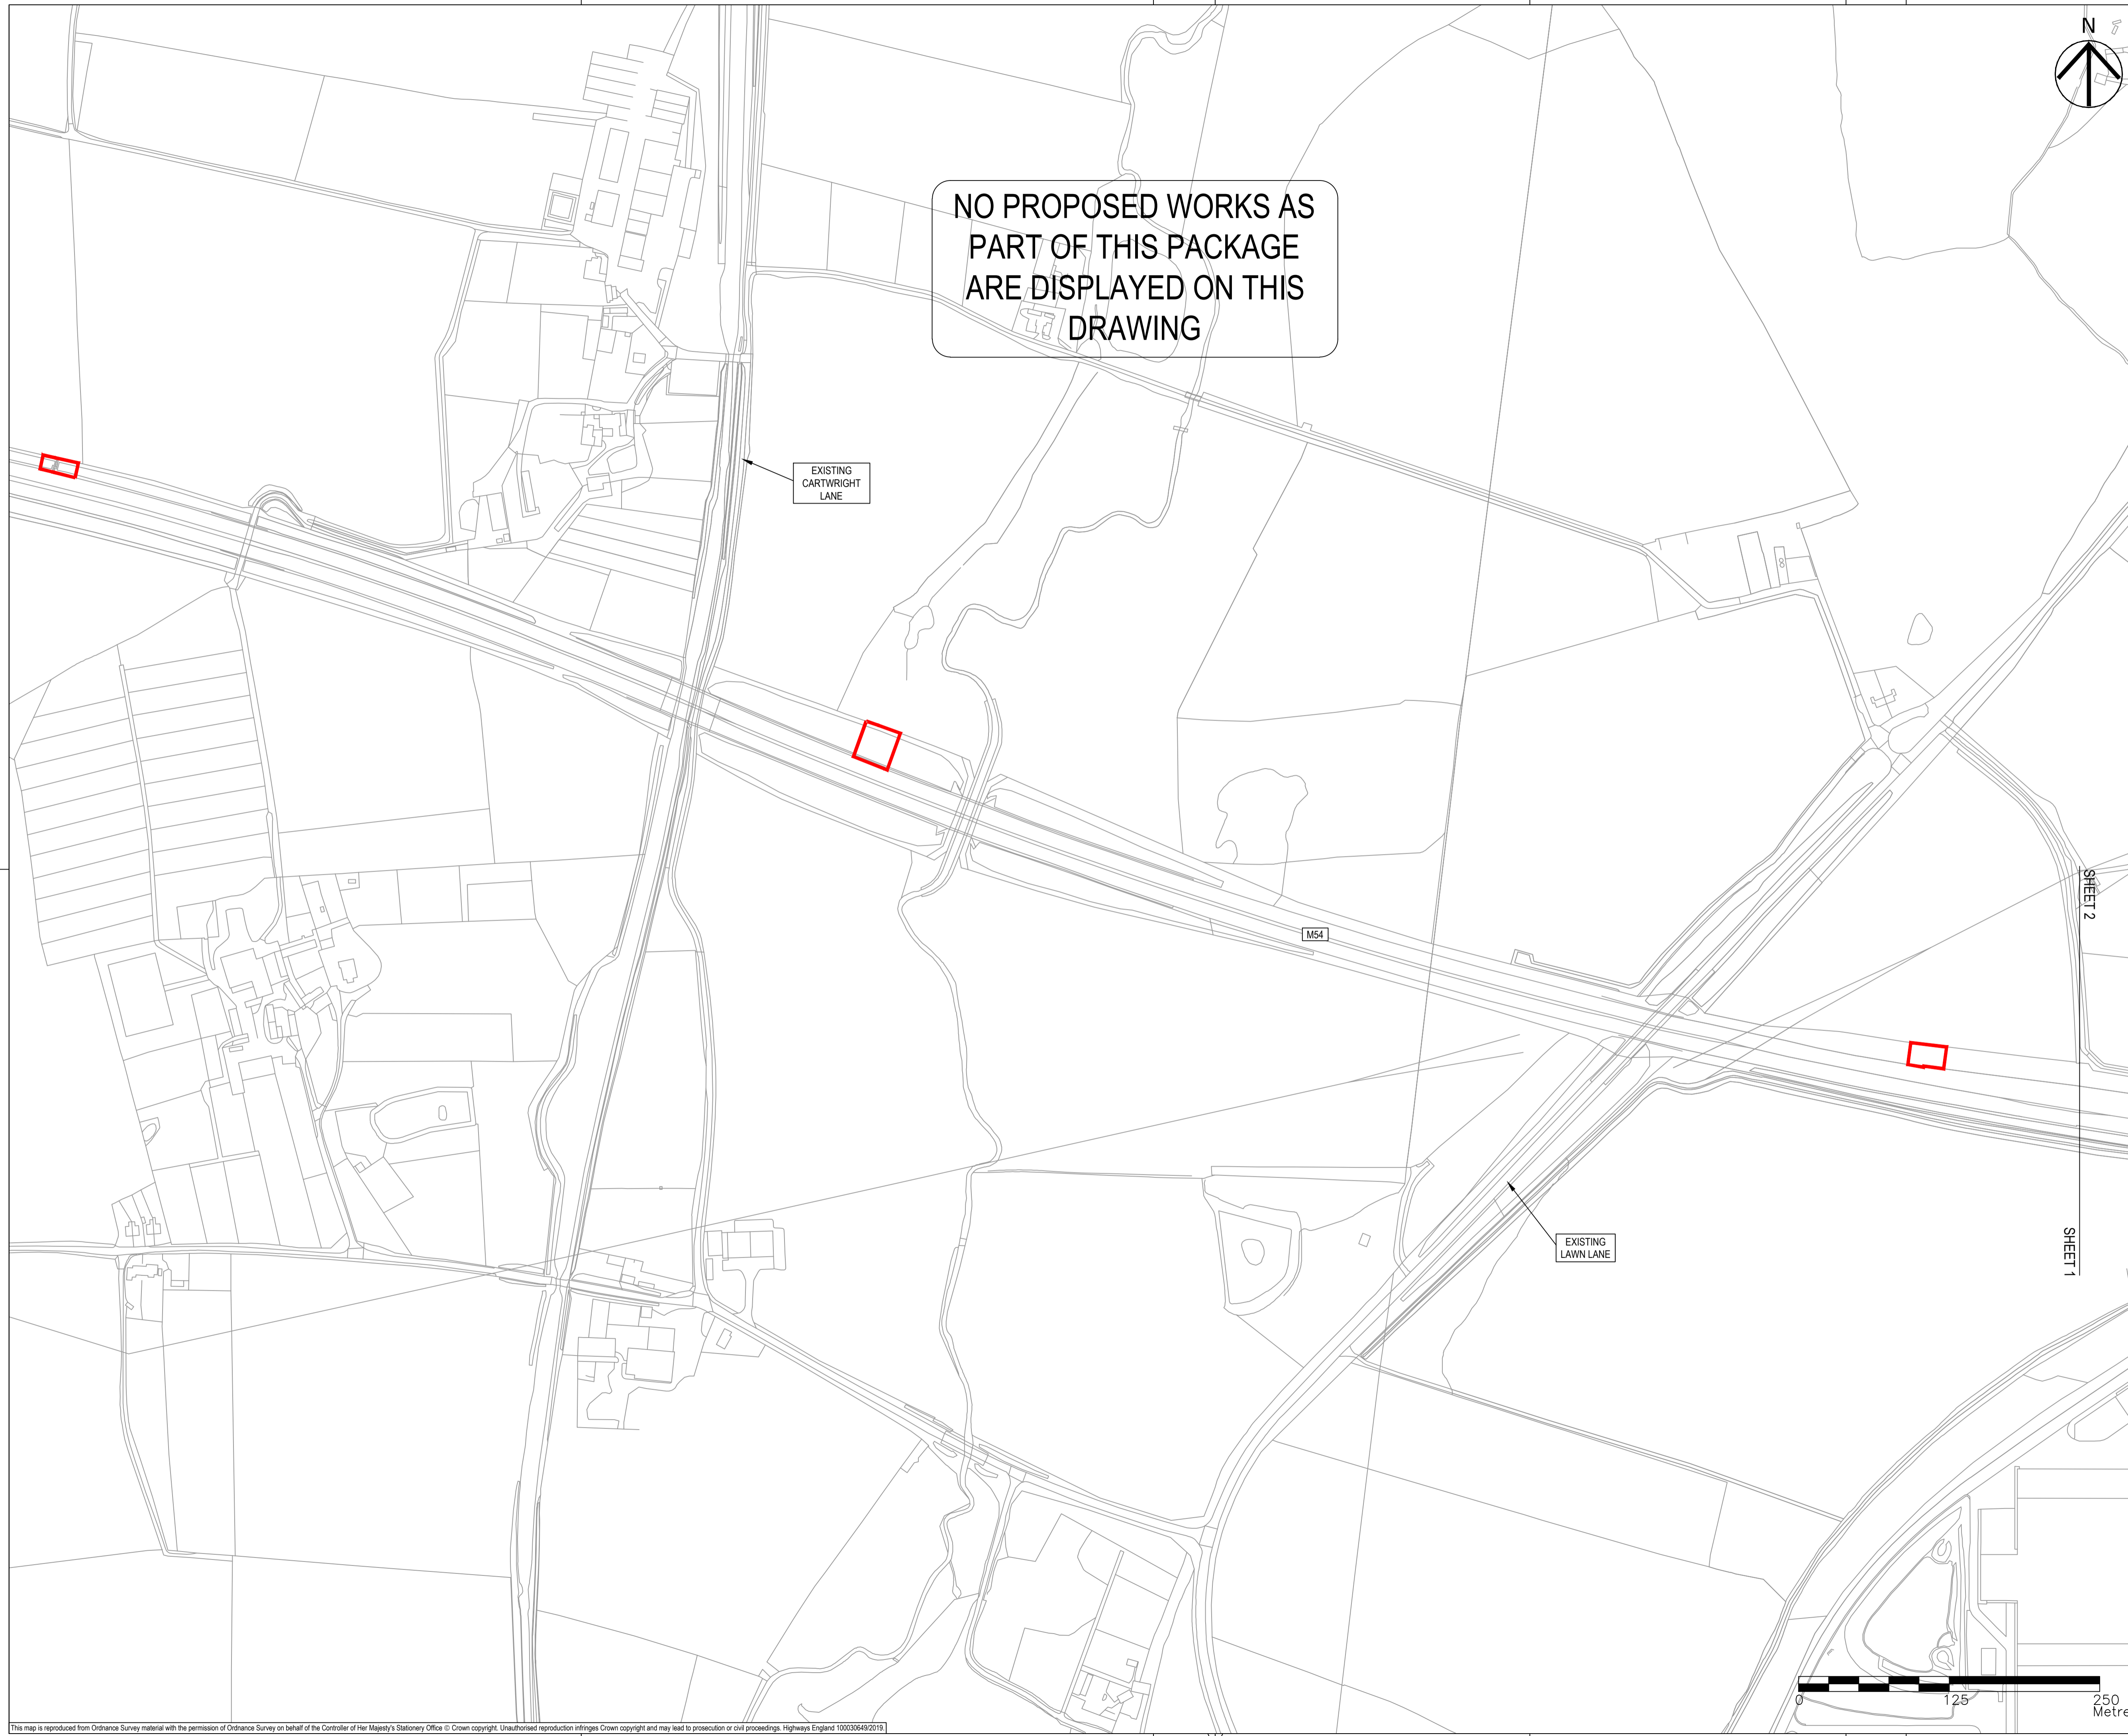 N
NO PROPOSED WORKS AS
PART OF THIS PACKAGE
ARE DISPLAYED ON THIS
DRAWING
EXISTING
CARTWRIGHT
LANE
M54
SHEET 2
SHEET 1
EXISTING
LAWN LANE
0 125 250
Metre
This map is reproduced from Ordnance Survey material with the permission of Ordnance Survey on behalf of the Controller of Her Majesty's Stationery Office © Crown copyright. Unauthorised reproduction infringes Crown copyright and may lead to prosecution or civil proceedings. Highways England 100030649/2019.